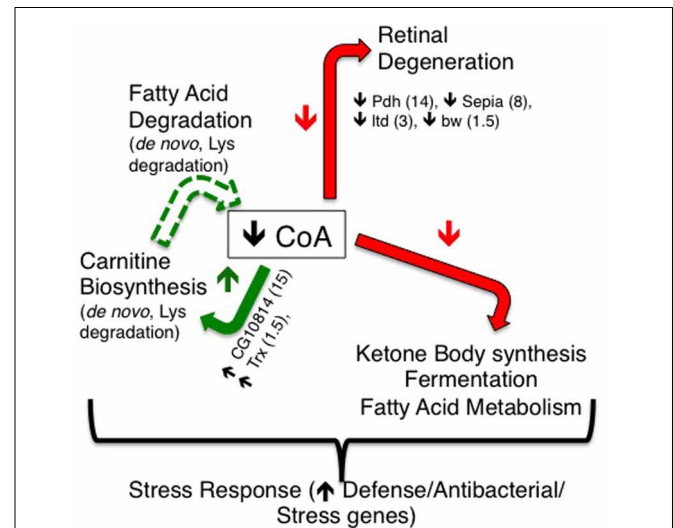 Retinal
Degeneration
↓ Pdh (14), ↓ Sepia (8),
↓ ltd (3), ↓ bw (1.5)
Fatty Acid
Degradation
(de novo, Lys
degradation)
↓ CoA
Carnitine
Biosynthesis
(de novo, Lys
degradation)
↑ CG10814 (15)
↑ Trx (1.5),
Ketone Body synthesis
Fermentation
Fatty Acid Metabolism
Stress Response (↑ Defense/Antibacterial/
Stress genes)